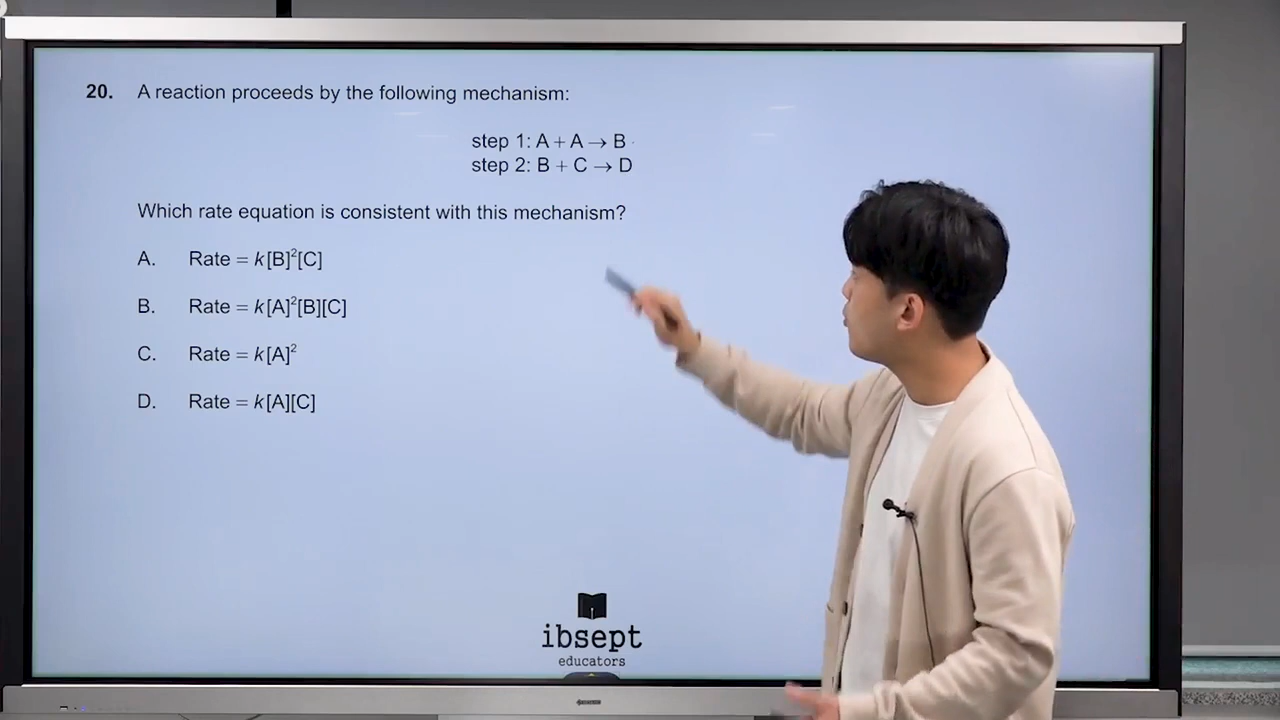 20. A reaction proceeds by the following mechanism:
step 1: A + A → B
step 2: B + C → D
Which rate equation is consistent with this mechanism?
A. Rate = k[B]²[C]
B. Rate = k[A]²[B][C]
C. Rate = k[A]²
D. Rate = k[A][C]
ibsept
educators